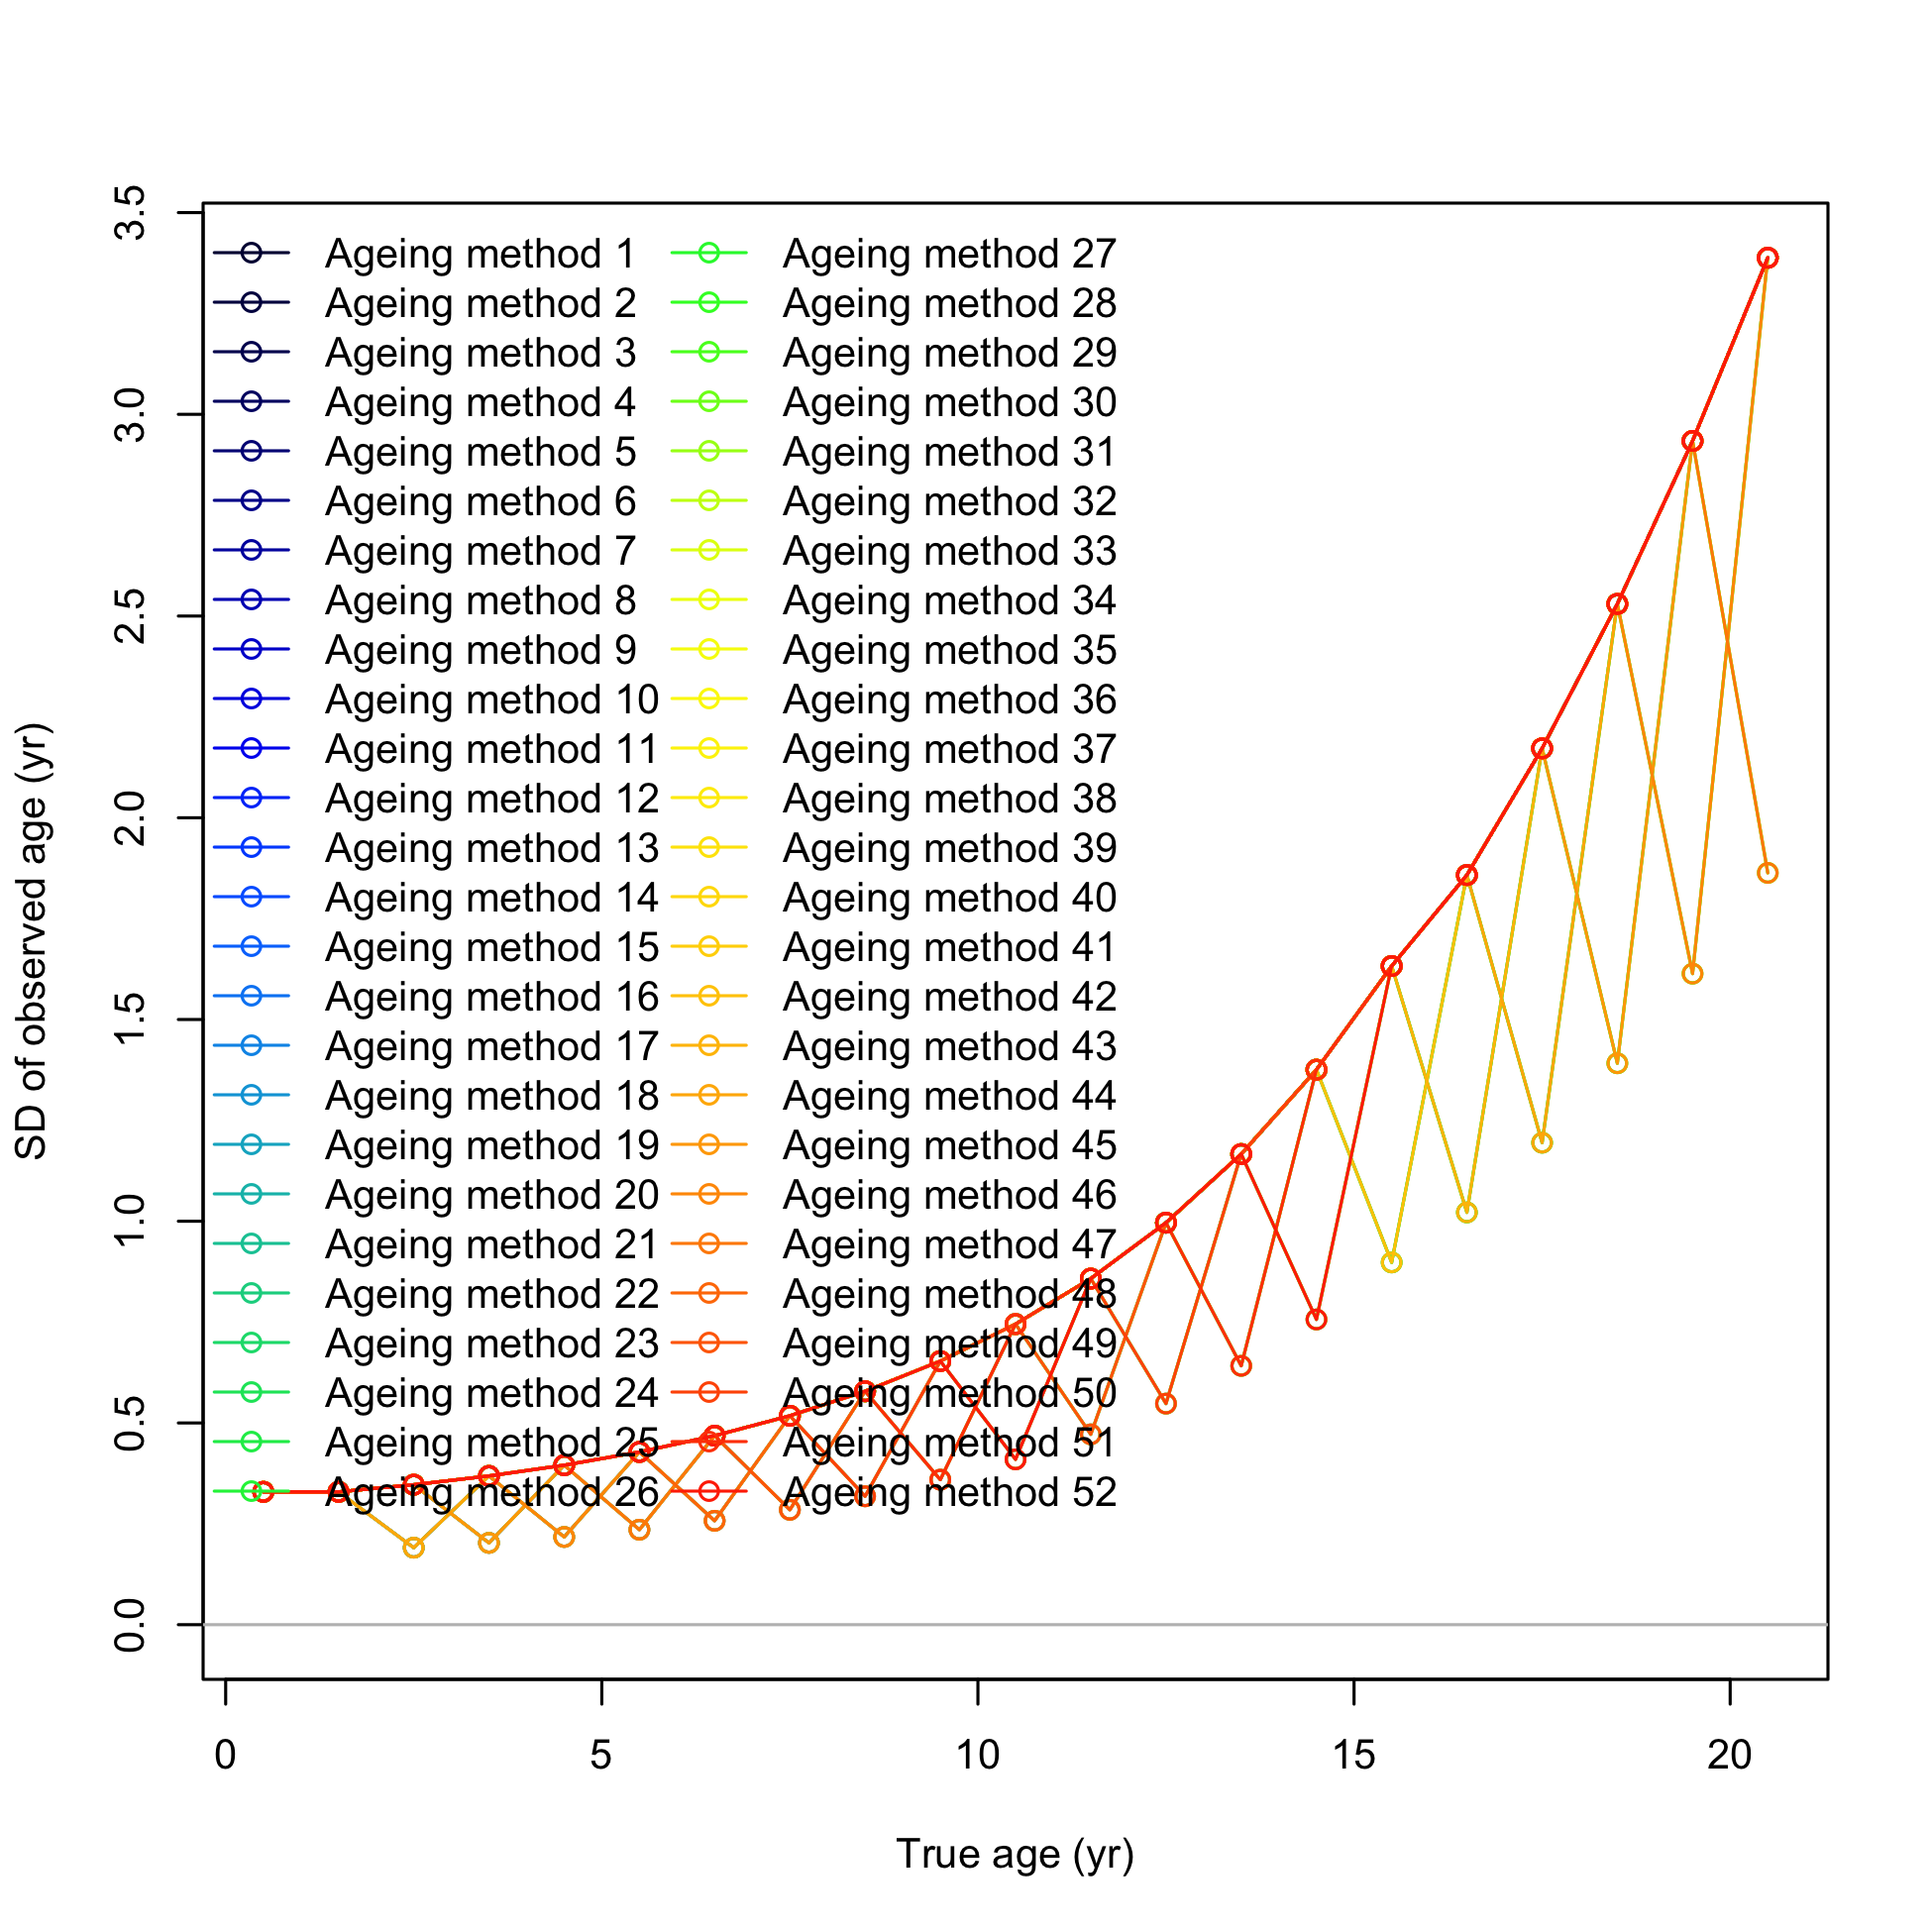 3.5
3.0
2.5
2.0
1.5
1.0
0.5
0.0
SD of observed age (yr)
Ageing method 1
Ageing method 2
Ageing method 3
Ageing method 4
Ageing method 5
Ageing method 6
Ageing method 7
Ageing method 8
Ageing method 9
Ageing method 10
Ageing method 11
Ageing method 12
Ageing method 13
Ageing method 14
Ageing method 15
Ageing method 16
Ageing method 17
Ageing method 18
Ageing method 19
Ageing method 20
Ageing method 21
Ageing method 22
Ageing method 23
Ageing method 24
Ageing method 25
Ageing method 26
Ageing method 27
Ageing method 28
Ageing method 29
Ageing method 30
Ageing method 31
Ageing method 32
Ageing method 33
Ageing method 34
Ageing method 35
Ageing method 36
Ageing method 37
Ageing method 38
Ageing method 39
Ageing method 40
Ageing method 41
Ageing method 42
Ageing method 43
Ageing method 44
Ageing method 45
Ageing method 46
Ageing method 47
Ageing method 48
Ageing method 49
Ageing method 50
Ageing method 51
Ageing method 52
0 5 10 15 20
True age (yr)